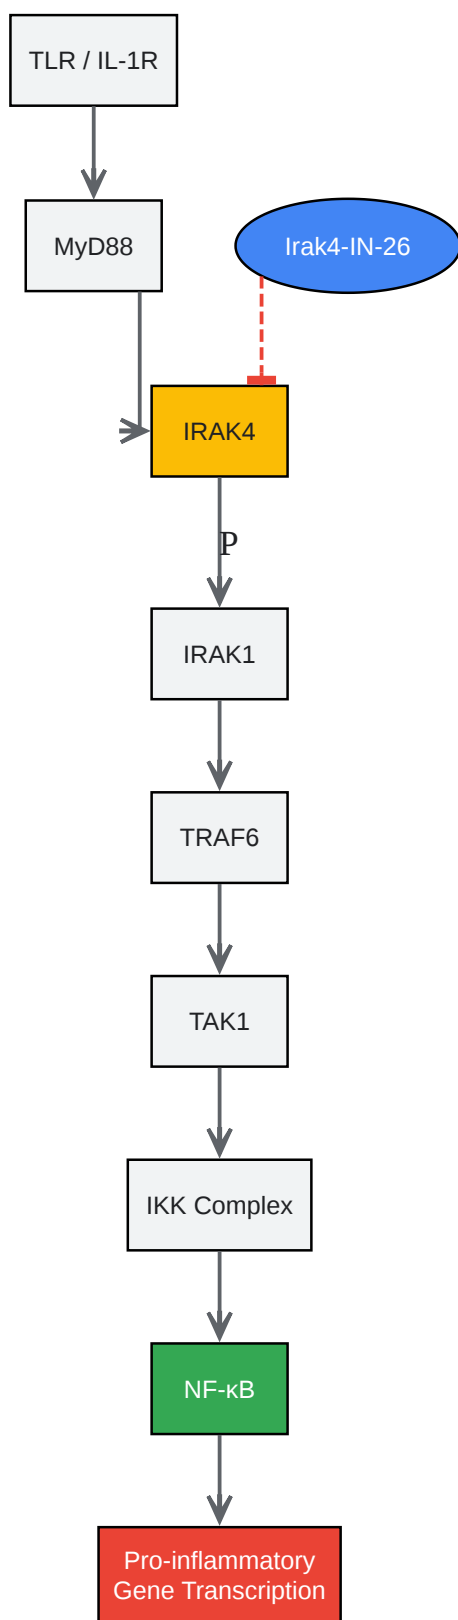 TLR / IL-1R
MyD88
Irak4-IN-26
IRAK4
P
IRAK1
TRAF6
TAK1
IKK Complex
NF-κB
Pro-inflammatory
Gene Transcription